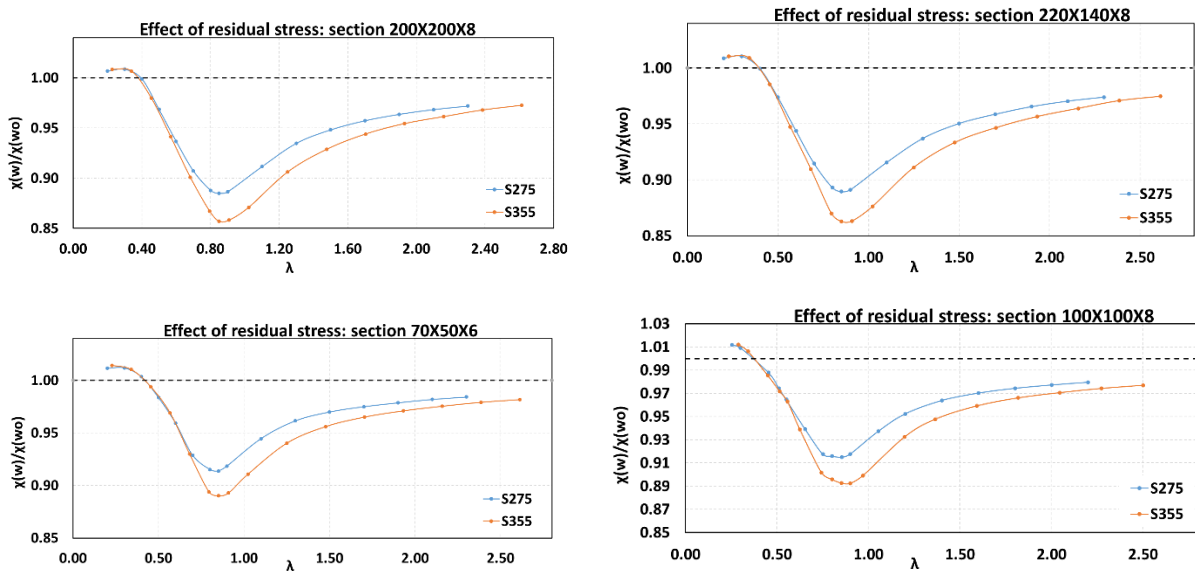 Effect of residual stress: section 200X200X8
χ(w)/χ(wo)
1.00
0.95
0.90
0.85
0.00 0.40 0.80 1.20 1.60 2.00 2.40 2.80
λ
S275
S355
Effect of residual stress: section 220X140X8
χ(w)/χ(wo)
1.00
0.95
0.90
0.85
0.00 0.50 1.00 1.50 2.00 2.50
λ
S275
S355
Effect of residual stress: section 70X50X6
χ(w)/χ(wo)
1.00
0.95
0.90
0.85
0.00 0.50 1.00 1.50 2.00 2.50
λ
S275
S355
Effect of residual stress: section 100X100X8
χ(w)/χ(wo)
1.03
1.01
0.99
0.97
0.95
0.93
0.91
0.89
0.87
0.85
0.00 0.50 1.00 1.50 2.00 2.50
λ
S275
S355